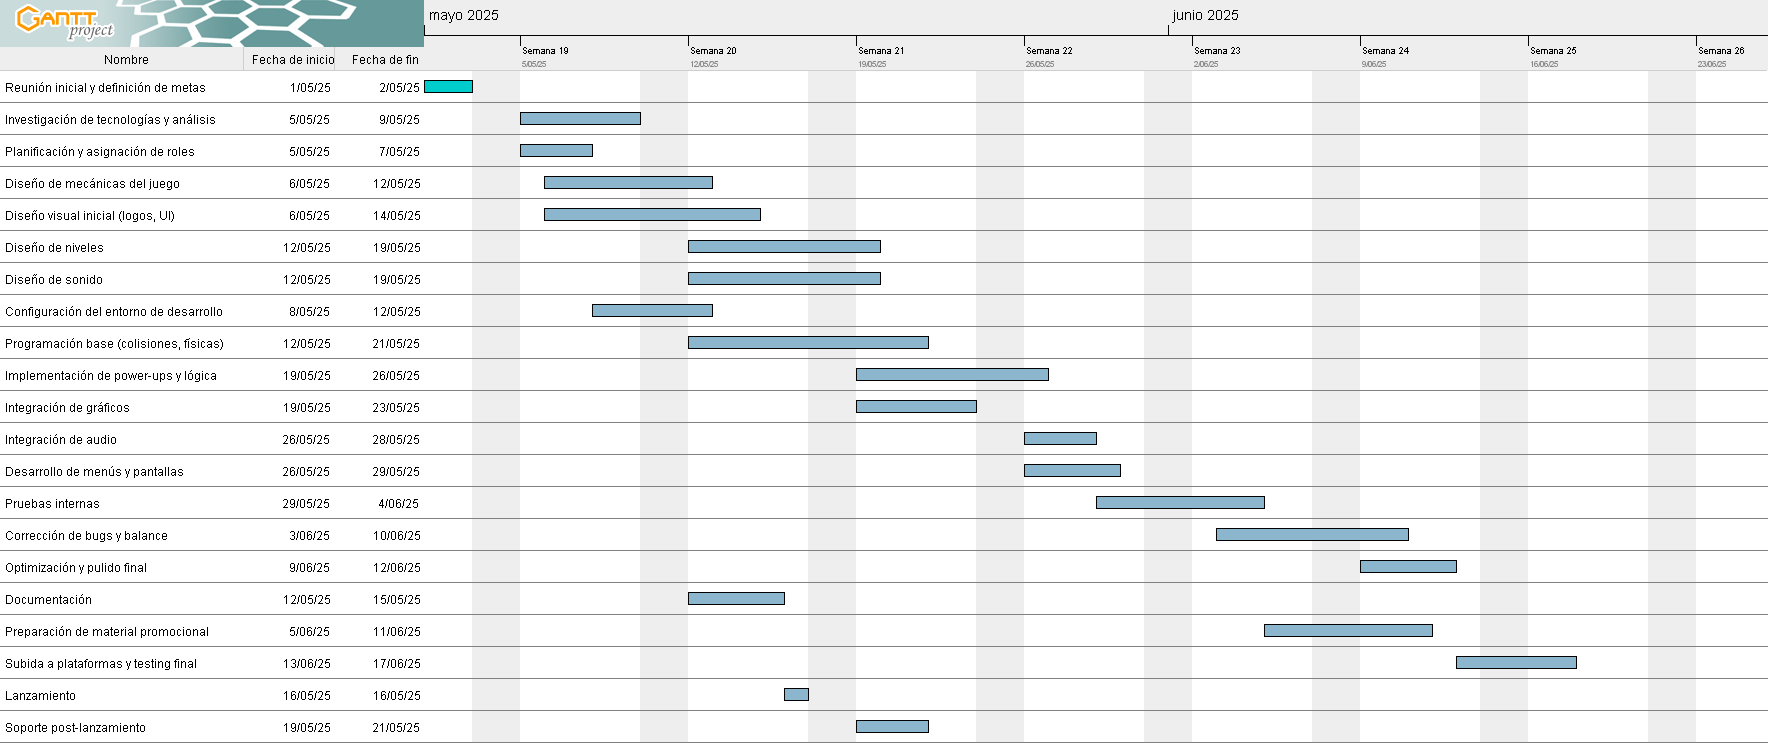 GANTT
project
mayo 2025
junio 2025
Nombre Fecha de inicio Fecha de fin
Semana 19 Semana 20 Semana 21 Semana 22 Semana 23 Semana 24 Semana 25 Semana 26
5/05/25 12/05/25 19/05/25 26/05/25 2/06/25 9/06/25 16/06/25 23/06/25
Reunión inicial y definición de metas 1/05/25 2/05/25
Investigación de tecnologías y análisis 5/05/25 9/05/25
Planificación y asignación de roles 5/05/25 7/05/25
Diseño de mecánicas del juego 6/05/25 12/05/25
Diseño visual inicial (logos, UI) 6/05/25 14/05/25
Diseño de niveles 12/05/25 19/05/25
Diseño de sonido 12/05/25 19/05/25
Configuración del entorno de desarrollo 8/05/25 12/05/25
Programación base (colisiones, físicas) 12/05/25 21/05/25
Implementación de power-ups y lógica 19/05/25 26/05/25
Integración de gráficos 19/05/25 23/05/25
Integración de audio 26/05/25 28/05/25
Desarrollo de menús y pantallas 26/05/25 29/05/25
Pruebas internas 29/05/25 4/06/25
Corrección de bugs y balance 3/06/25 10/06/25
Optimización y pulido final 9/06/25 12/06/25
Documentación 12/05/25 15/05/25
Preparación de material promocional 5/06/25 11/06/25
Subida a plataformas y testing final 13/06/25 17/06/25
Lanzamiento 16/05/25 16/05/25
Soporte post-lanzamiento 19/05/25 21/05/25